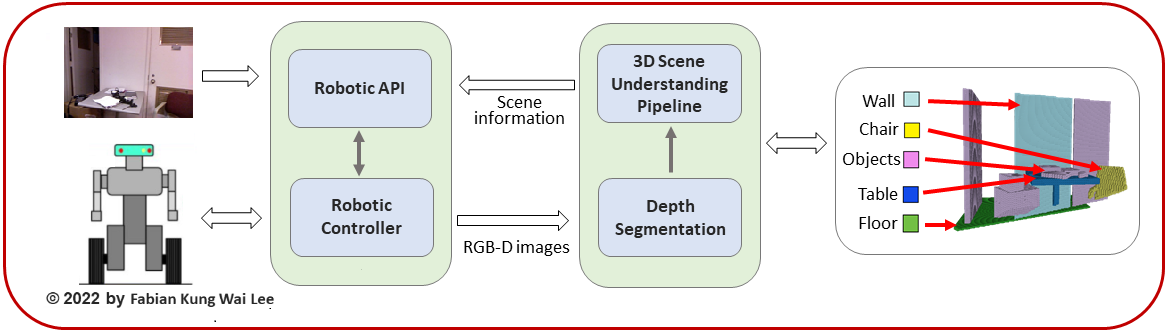 Robotic API
Robotic
Controller
Scene
information
RGB-D images
3D Scene
Understanding
Pipeline
Depth
Segmentation
Wall
Chair
Objects
Table
Floor
© 2022 by Fabian Kung Wai Lee